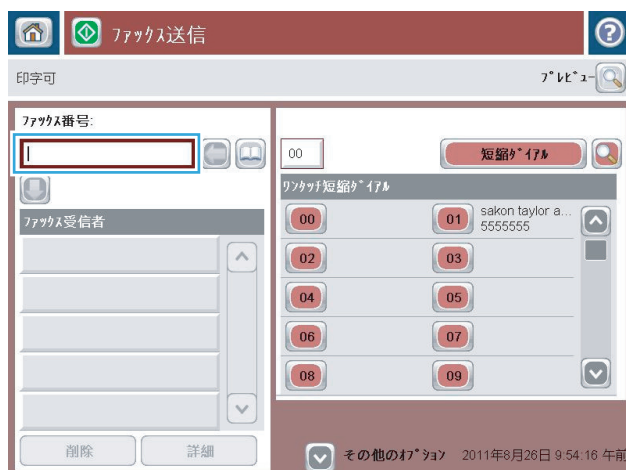 ファックス送信
?
印字可
プレビュー
ファックス番号:
00
短縮ダイアル
ワンタッチ短縮ダイアル
ファックス受信者
00
01 sakon taylor a...
5555555
02
03
04
05
06
07
08
09
削除
詳細
その他のオプション 2011年8月26日 9:54:16 午前